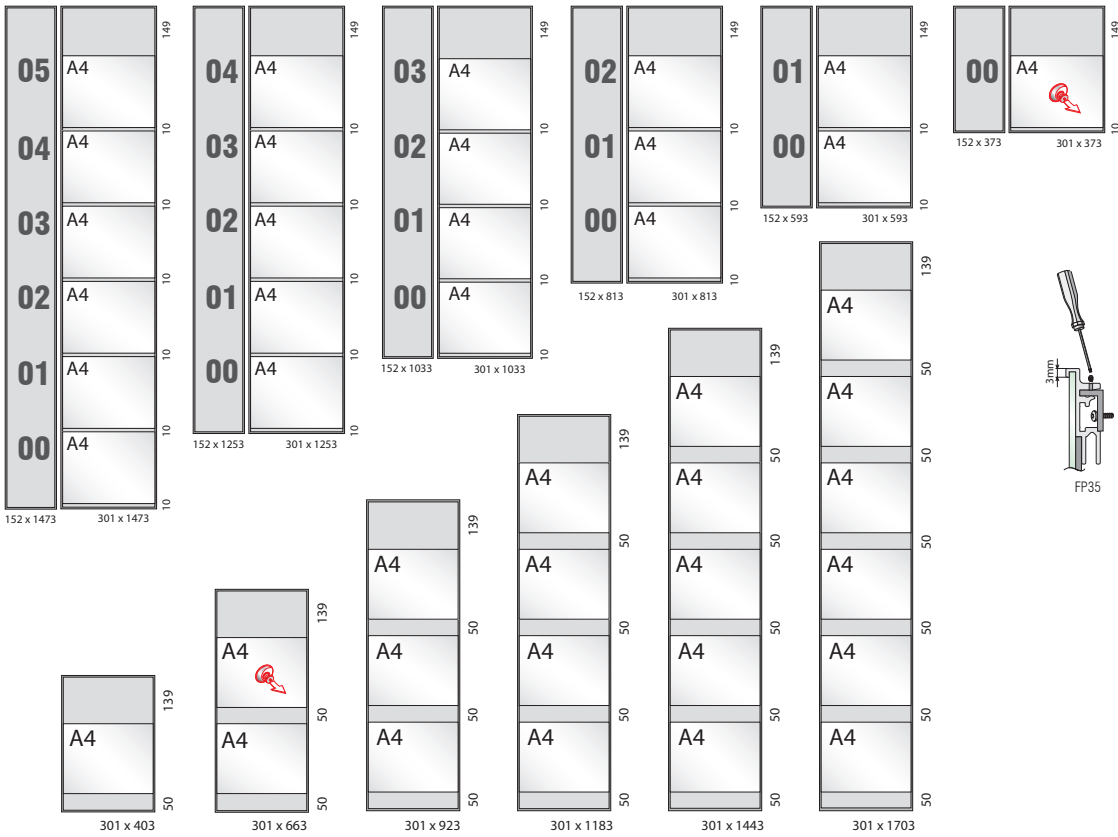 149
05 A4
10
04 A4
10
03 A4
10
02 A4
10
01 A4
10
00 A4
10
152 x 1473 301 x 1473
149
04 A4
10
03 A4
10
02 A4
10
01 A4
10
00 A4
10
152 x 1253 301 x 1253
149
03 A4
10
02 A4
10
01 A4
10
00 A4
10
152 x 1033 301 x 1033
149
02 A4
10
01 A4
10
00 A4
10
152 x 813 301 x 813
149
01 A4
10
00 A4
10
152 x 593 301 x 593
149
00 A4
10
152 x 373 301 x 373
139
A4
50
301 x 403
139
A4
50
A4
50
301 x 663
139
A4
50
A4
50
A4
50
301 x 923
139
A4
50
A4
50
A4
50
A4
50
301 x 1183
139
A4
50
A4
50
A4
50
A4
50
A4
50
301 x 1443
139
A4
50
A4
50
A4
50
A4
50
A4
50
A4
50
301 x 1703
3mm
FP35